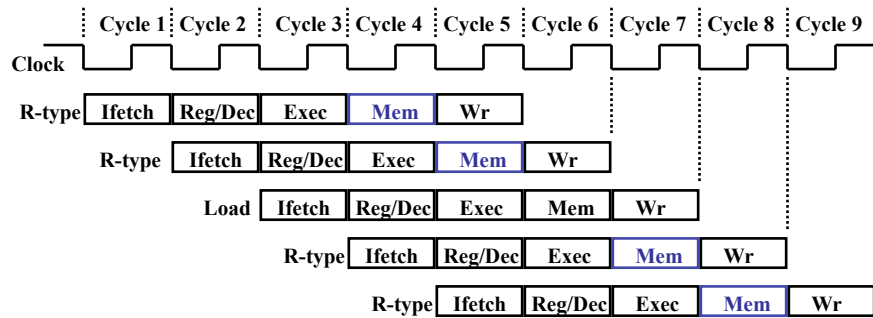 Cycle 1 Cycle 2 Cycle 3 Cycle 4 Cycle 5 Cycle 6 Cycle 7 Cycle 8 Cycle 9
Clock
R-type Ifetch Reg/Dec Exec Mem Wr
R-type Ifetch Reg/Dec Exec Mem Wr
Load Ifetch Reg/Dec Exec Mem Wr
R-type Ifetch Reg/Dec Exec Mem Wr
R-type Ifetch Reg/Dec Exec Mem Wr